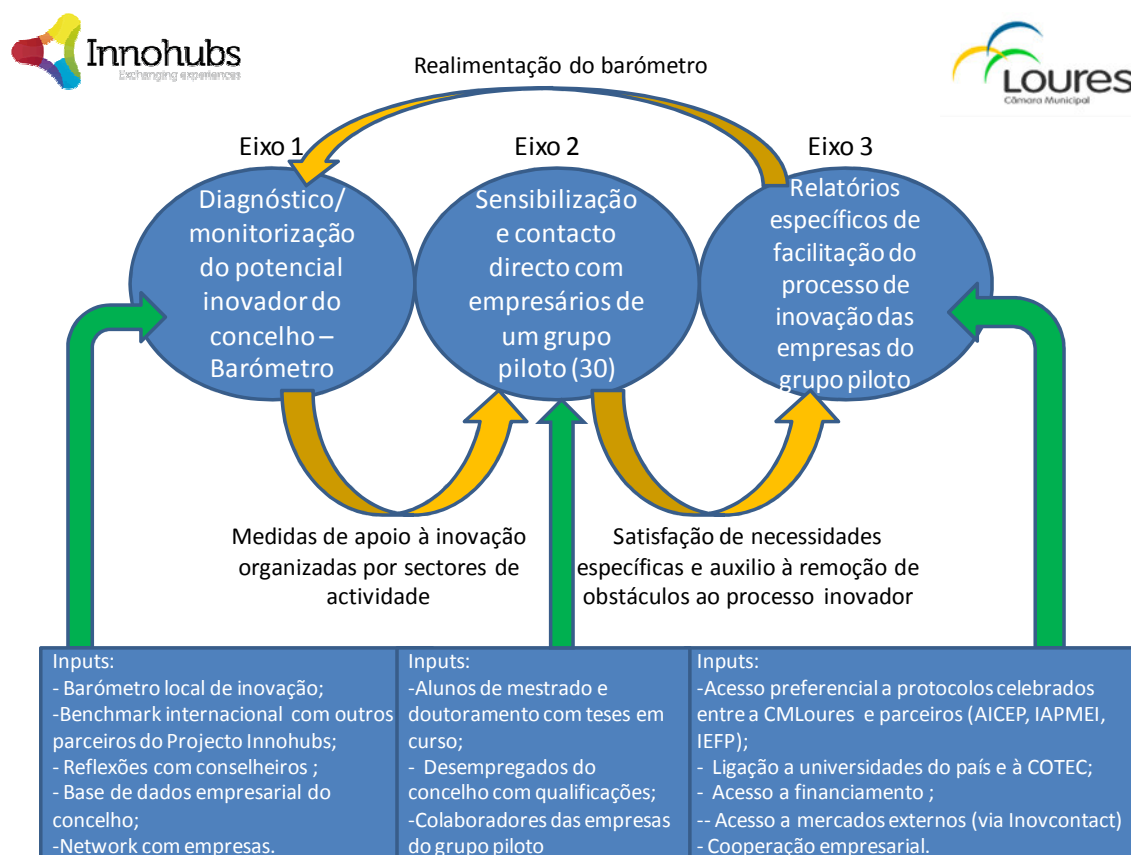 Innohubs
Exchanging experiences
LOURES
Câmara Municipal
Realimentação do barómetro
Eixo 1
Eixo 2
Eixo 3
Diagnóstico/
monitorização
do potencial
inovador do
concelho –
Barómetro
Sensibilização
e contacto
directo com
empresários de
um grupo
piloto (30)
Relatórios
específicos de
facilitação do
processo de
inovação das
empresas do
grupo piloto
Medidas de apoio à inovação
organizadas por sectores de
actividade
Satisfação de necessidades
específicas e auxilio à remoção de
obstáculos ao processo inovador
Inputs:
- Barómetro local de inovação;
-Benchmark internacional com outros
parceiros do Projecto Innohubs;
- Reflexões com conselheiros ;
- Base de dados empresarial do
concelho;
-Network com empresas.
Inputs:
-Alunos de mestrado e
doutoramento com teses em
curso;
- Desempregados do
concelho com qualificações;
-Colaboradores das empresas
do grupo piloto
Inputs:
-Acesso preferencial a protocolos celebrados
entre a CMLoures e parceiros (AICEP, IAPMEI,
IEFP);
- Ligação a universidades do país e à COTEC;
- Acesso a financiamento ;
-- Acesso a mercados externos (via Inovcontact)
- Cooperação empresarial.